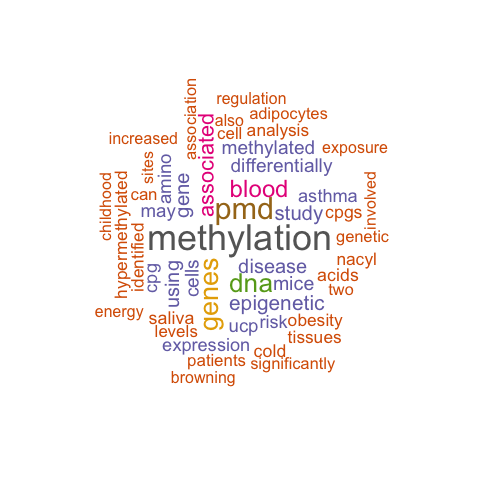 regulation
association
also
adipocytes
increased
cell
analysis
methylated
exposure
sites
amino
associated
differentially
childhood
hypermethylated
can
gene
blood
asthma
involved
may
pmd
study
cpgs
identified
methylation
genetic
cpg
using
cells
genes
disease
nacyl
dna
mice
acids
two
epigenetic
energy
saliva
levels
ucp
risk
obesity
tissues
expression
patients
cold
significantly
browning